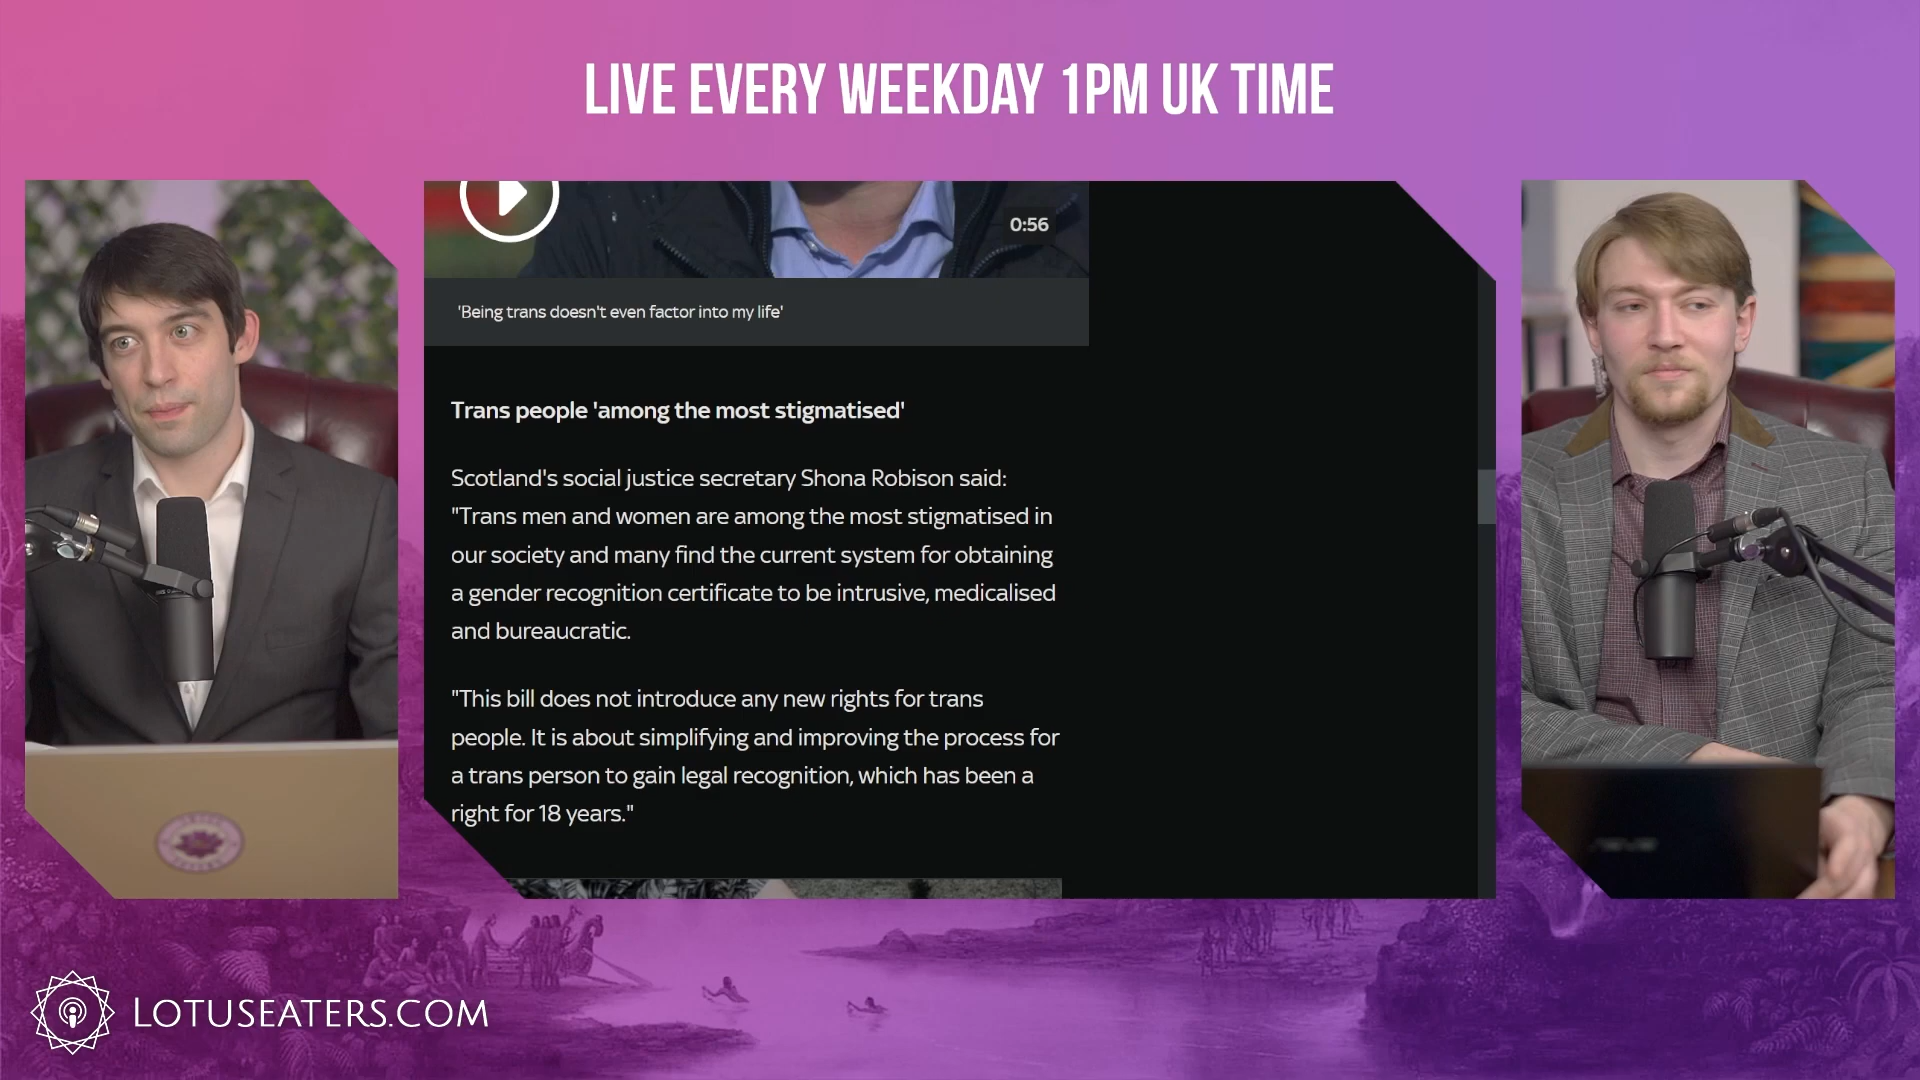 LIVE EVERY WEEKDAY 1PM UK TIME
0:56
'Being trans doesn't even factor into my life'
Trans people 'among the most stigmatised'
Scotland's social justice secretary Shona Robison said:
"Trans men and women are among the most stigmatised in
our society and many find the current system for obtaining
a gender recognition certificate to be intrusive, medicalised
and bureaucratic.
"This bill does not introduce any new rights for trans
people. It is about simplifying and improving the process for
a trans person to gain legal recognition, which has been a
right for 18 years."
LOTUSEATERS.COM